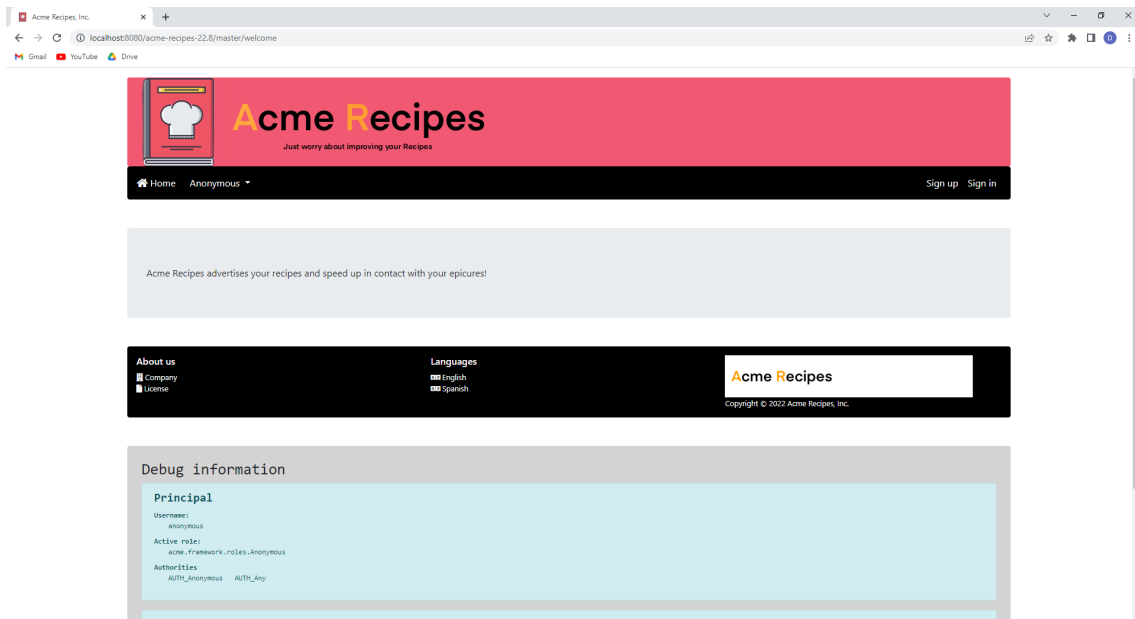 Acme Recipes, Inc.
localhost:8080/acme-recipes-22.8/master/welcome
D
Gmail YouTube Drive
Acme Recipes
Just worry about improving your Recipes
Home Anonymous Sign up Sign in
Acme Recipes advertises your recipes and speed up in contact with your epicures!
About us
Company
License
Languages
English
Spanish
Acme Recipes
Copyright © 2022 Acme Recipes, Inc.
Debug information
Principal
Username:
anonymous
Active role:
acme.framework.roles.Anonymous
Authorities
AUTH_Anonymous AUTH_Any